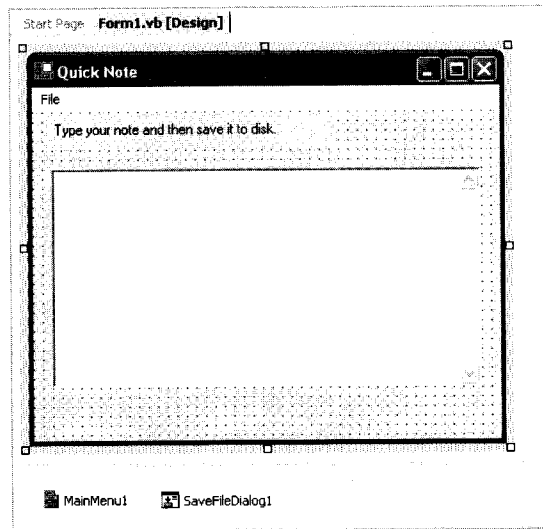 Start Page Form1.vb [Design]
Quick Note
File
Type your note and then save it to disk.
MainMenu1 SaveFileDialog1